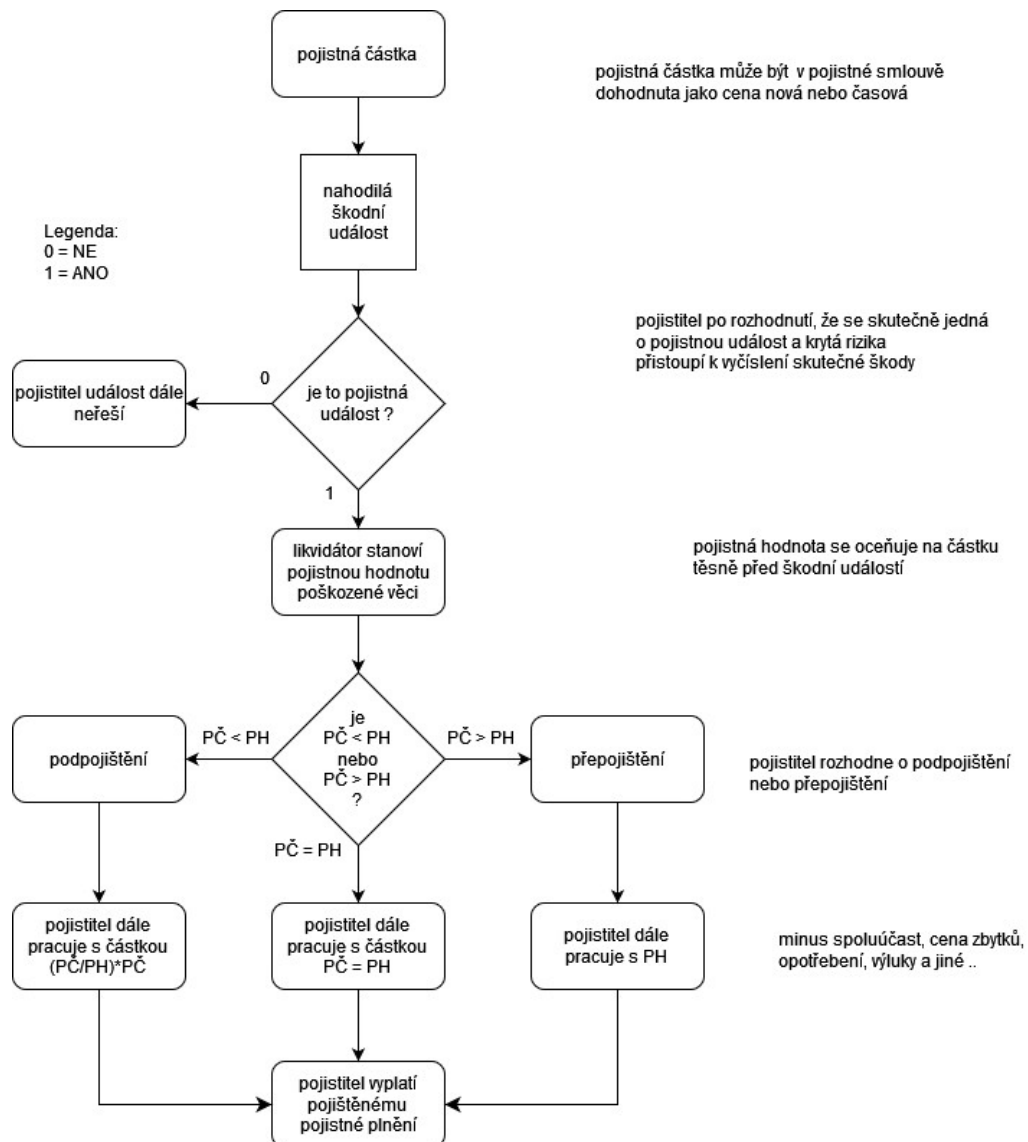 pojistná částka
pojistná částka může být v pojistné smlouvě
dohodnuta jako cena nová nebo časová
nahodilá
škodní
událost
Legenda:
0 = NE
1 = ANO
pojistitel po rozhodnutí, že se skutečně jedná
o pojistnou událost a krytá rizika
přistoupí k vyčíslení skutečné škody
0
pojistitel událost dále
neřeší
je to pojistná
událost ?
1
likvidátor stanoví
pojistnou hodnotu
poškozené věci
pojistná hodnota se oceňuje na částku
těsně před škodní událostí
PČ < PH
je
PČ < PH
nebo
PČ > PH
?
PČ > PH
podpojištění
přepojištění
pojistitel rozhodne o podpojištění
nebo přepojištění
PČ = PH
pojistitel dále
pracuje s částkou
(PČ/PH)*PČ
pojistitel dále
pracuje s částkou
PČ = PH
pojistitel dále
pracuje s PH
minus spoluúčast, cena zbytků,
opotřebení, výluky a jiné ..
pojistitel vyplatí
pojištěnému
pojistné plnění